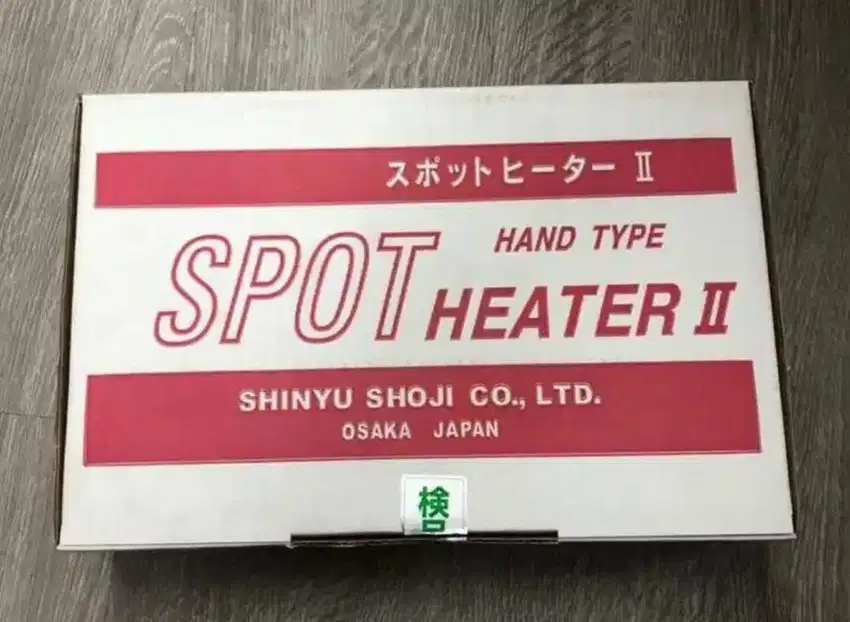 スポットヒーター Ⅱ
SPOT
HAND TYPE
HEATER Ⅱ
SHINYU SHOJI CO., LTD.
OSAKA JAPAN
検